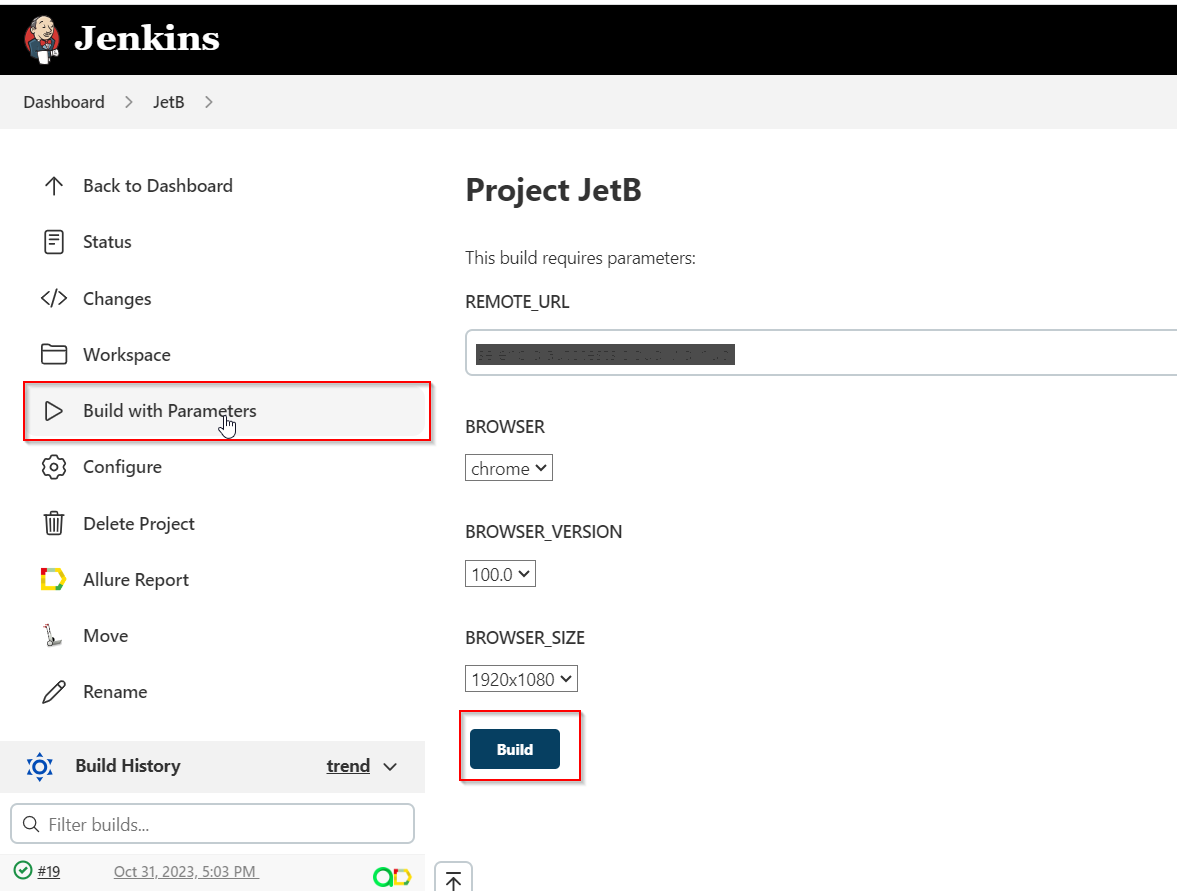 Jenkins
Dashboard
JetB
Back to Dashboard
Status
Changes
Workspace
Build with Parameters
Configure
Delete Project
Allure Report
Move
Rename
Build History
trend
Filter builds...
#19
Oct 31, 2023, 5:03 PM
Project JetB
This build requires parameters:
REMOTE_URL
BROWSER
chrome
BROWSER_VERSION
100.0
BROWSER_SIZE
1920x1080
Build